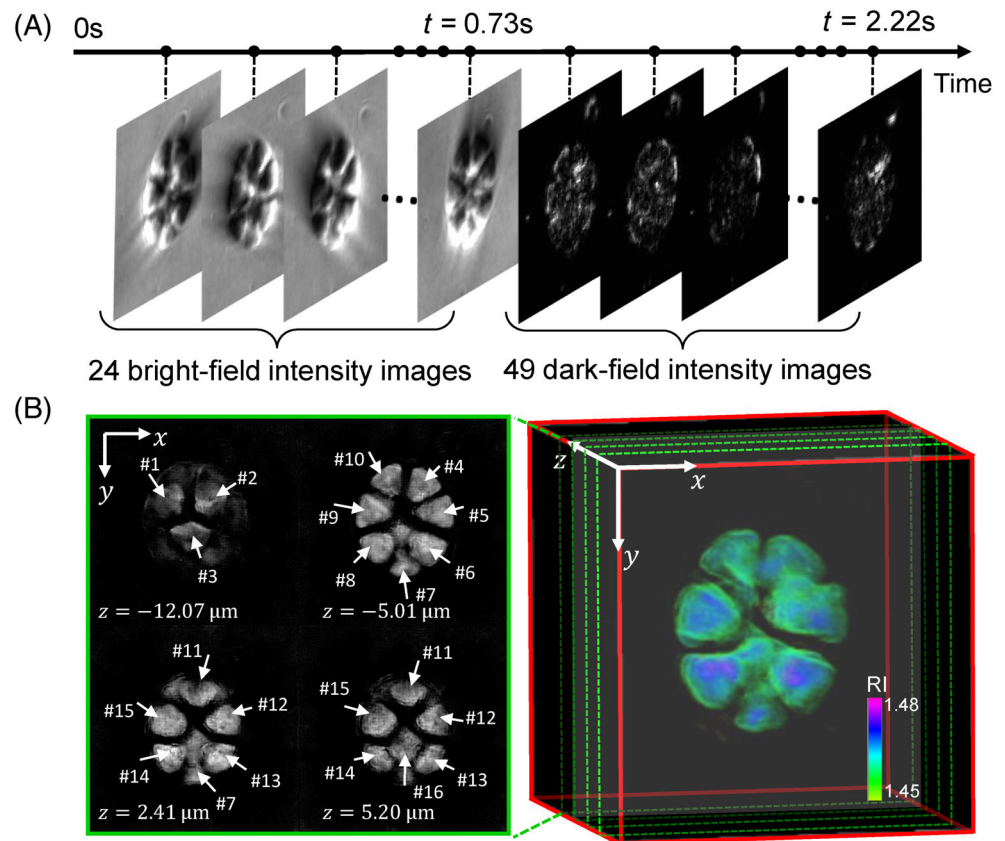 (A)
0s
t = 0.73s
t = 2.22s
Time
24 bright-field intensity images
49 dark-field intensity images
(B)
x
y
#1
#2
#3
z = −12.07 μm
#10
#4
#9
#5
#8
#6
#7
z = −5.01 μm
#11
#15
#12
#14
#13
#7
z = 2.41 μm
#11
#15
#12
#14
#13
#16
z = 5.20 μm
z
x
y
RI
1.48
1.45